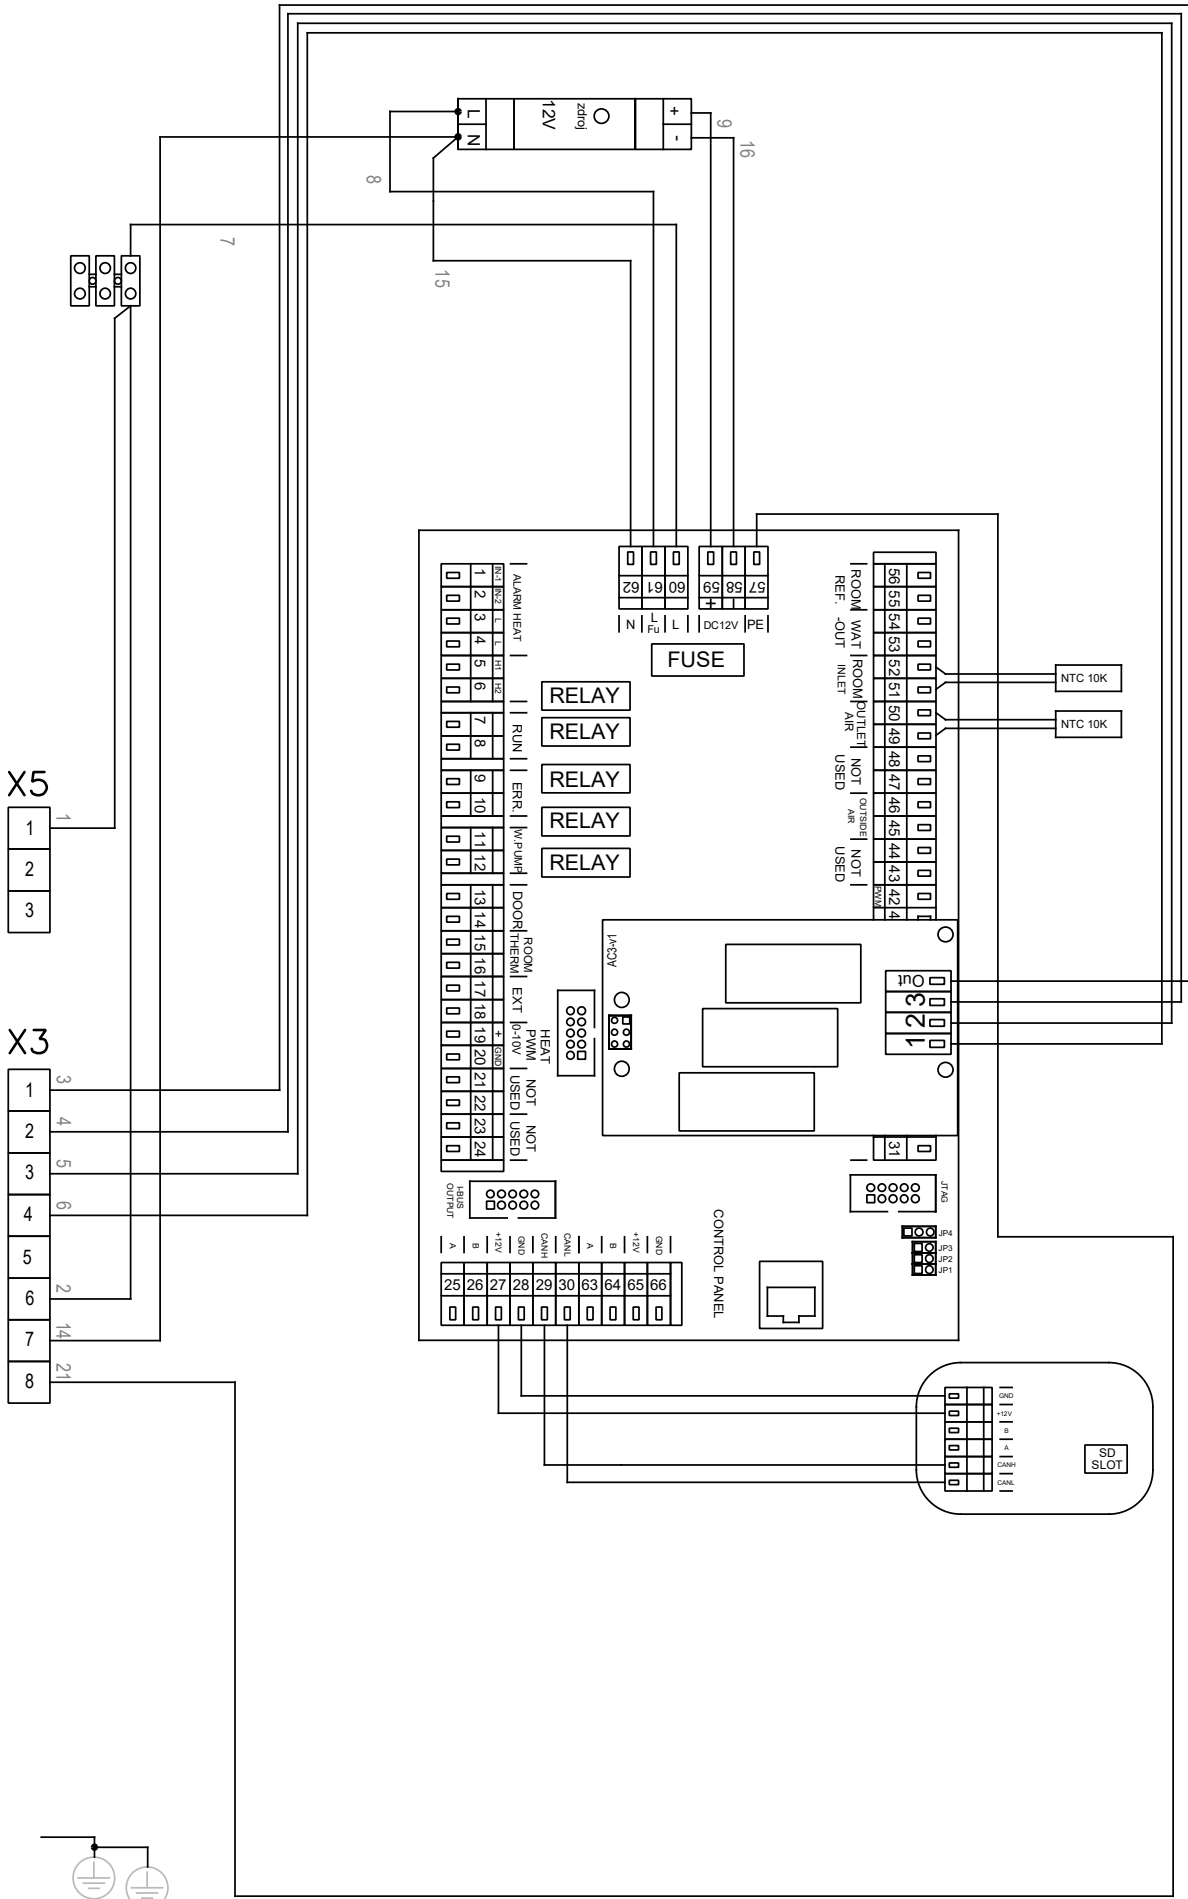 L
N
12V
zdroj
+
-
9
16
8
7
15
62
61
60
59
58
57
+
–
N
L
Fu
L
DC12V
PE
FUSE
RELAY
RELAY
RELAY
RELAY
RELAY
1
2
3
4
5
6
7
8
9
10
11
12
13
14
15
16
17
18
19
20
21
22
23
24
IN-1
IN-2
L
L
H1
H2
+
GND
ALARM HEAT
RUN
ERR.
W.PUMP
DOOR
ROOM
THERM
EXT
HEAT
PWM
0-10V
NOT
USED
NOT
USED
56
55
54
53
52
51
50
49
48
47
46
45
44
43
42
4
31
PWM
ROOM
REF.
WAT
-OUT
ROOM
INLET
OUTLET
AIR
NOT
USED
OUTSIDE
AIR
NOT
USED
NTC 10K
NTC 10K
AC3-v1
Out
3
2
1
X5
1
2
3
1
X3
1
2
3
4
5
6
7
8
3
4
5
6
2
14
21
I-BUS
OUTPUT
JTAG
JP4
JP3
JP2
JP1
CONTROL PANEL
A
B
+12V
GND
CANH
CANL
A
B
+12V
GND
25
26
27
28
29
30
63
64
65
66
GND
+12V
B
A
CANH
CANL
SD
SLOT